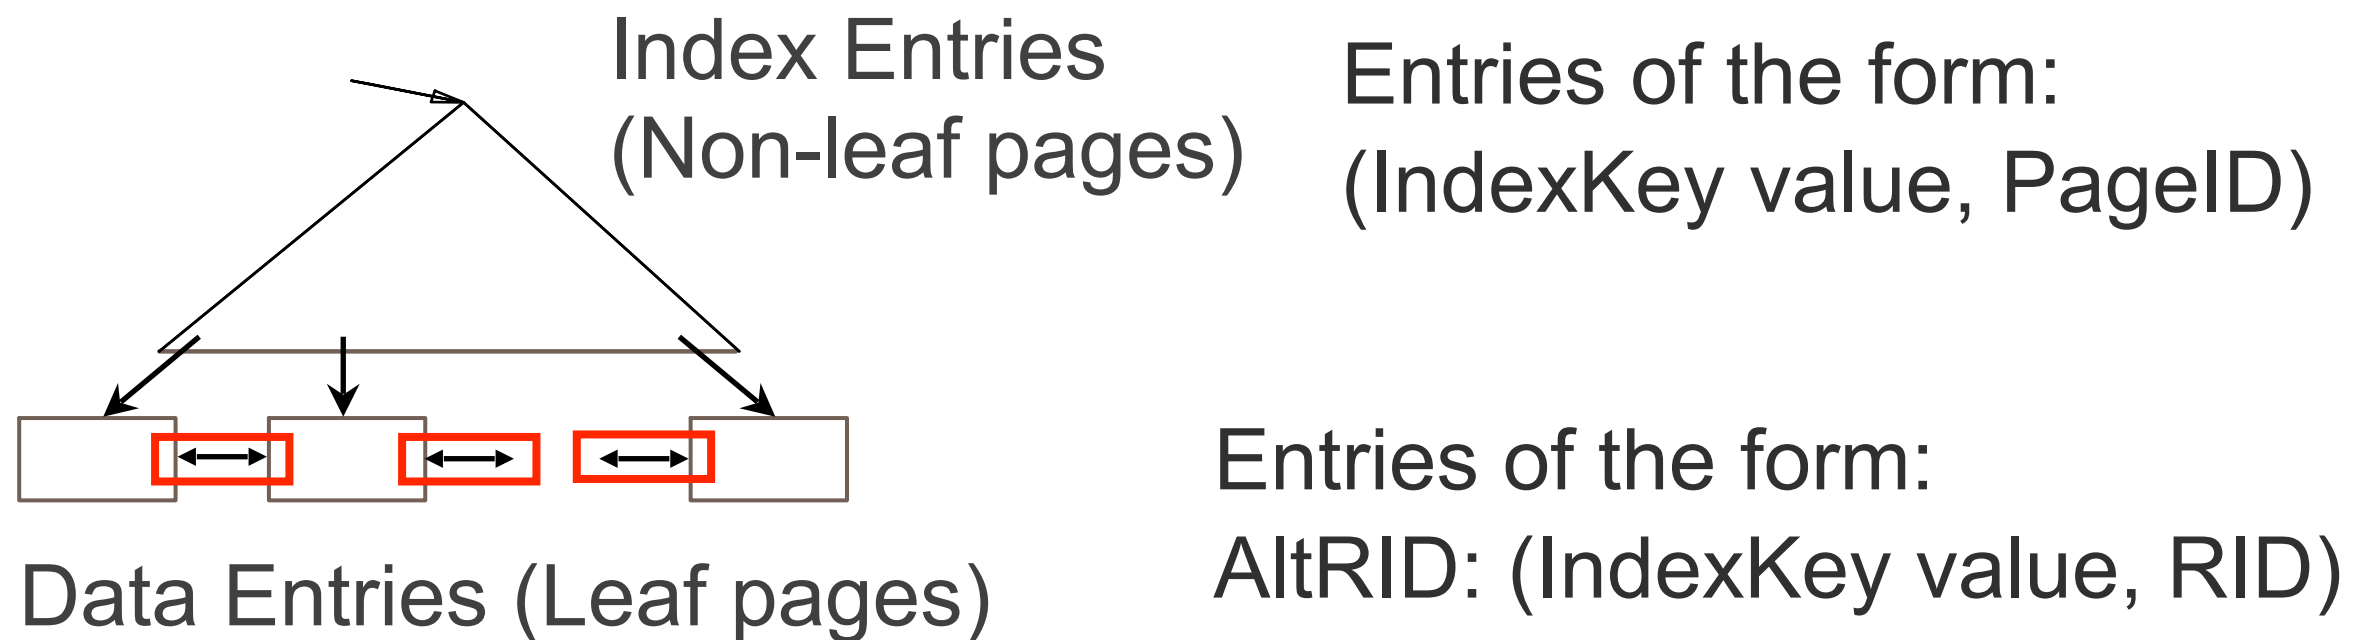 Index Entries
(Non-leaf pages)
Entries of the form:
(IndexKey value, PageID)
Entries of the form:
AltRID: (IndexKey value, RID)
Data Entries (Leaf pages)